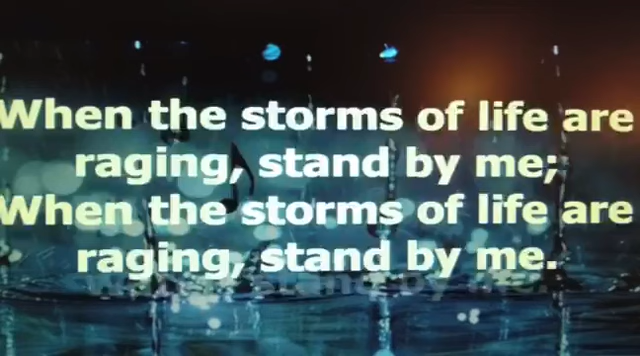 When the storms of life are
raging, stand by me;
When the storms of life are
raging, stand by me.